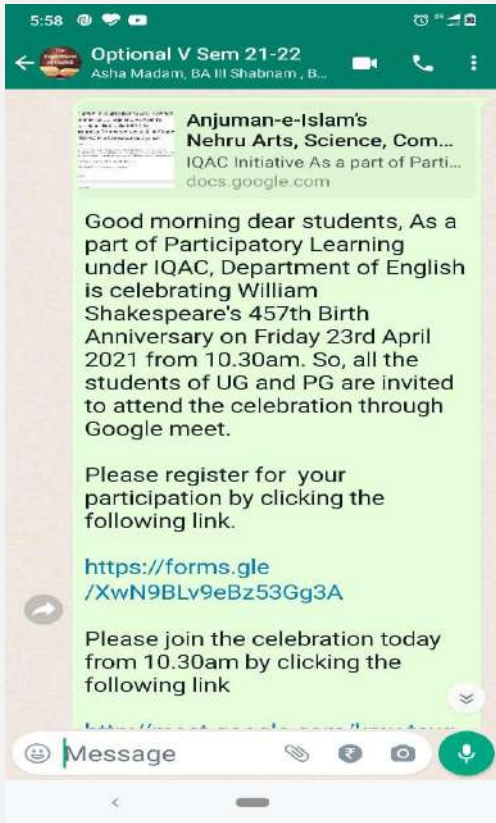 5:58
Optional V Sem 21-22
Asha Madam, BA III Shabnam , B...
Anjuman-e-Islam's
Nehru Arts, Science, Com...
IQAC Initiative As a part of Parti...
docs.google.com
Good morning dear students, As a
part of Participatory Learning
under IQAC, Department of English
is celebrating William
Shakespeare's 457th Birth
Anniversary on Friday 23rd April
2021 from 10.30am. So, all the
students of UG and PG are invited
to attend the celebration through
Google meet.
Please register for your
participation by clicking the
following link.
https://forms.gle
/XwN9BLv9eBz53Gg3A
Please join the celebration today
from 10.30am by clicking the
following link
Message